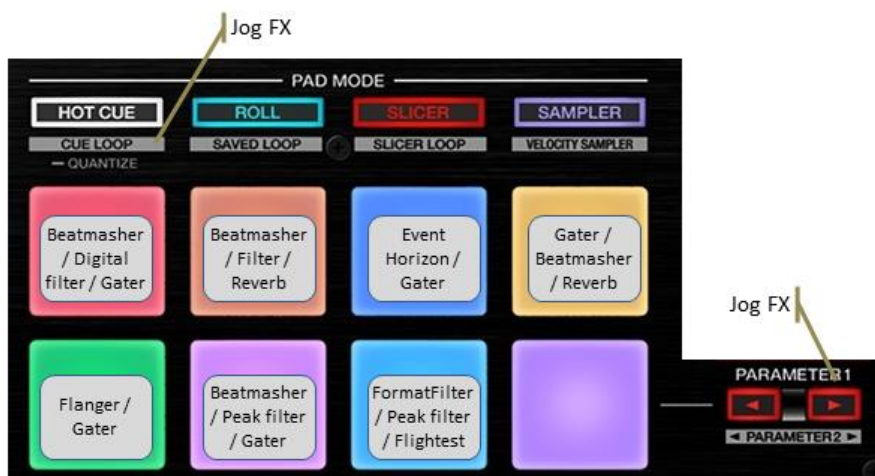 Jog FX
PAD MODE
HOT CUE
ROLL
SLICER
SAMPLER
CUE LOOP
SAVED LOOP
SLICER LOOP
VELOCITY SAMPLER
— QUANTIZE
Beatmasher
/ Digital
filter / Gater
Beatmasher
/ Filter /
Reverb
Event
Horizon /
Gater
Gater /
Beatmasher
/ Reverb
Jog FX
Flanger /
Gater
Beatmasher
/ Peak filter
/ Gater
FormatFilter
/ Peak filter
/ Flightest
PARAMETER1
◄ ►
◄ PARAMETER2 ►